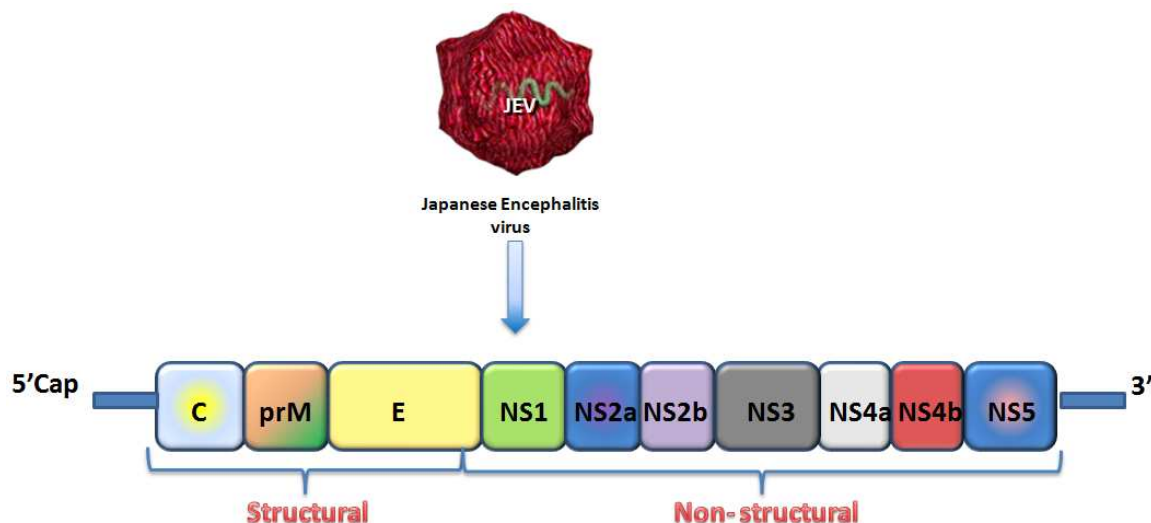 JEV
Japanese Encephalitis
virus
5’Cap C prM E NS1 NS2a NS2b NS3 NS4a NS4b NS5 3’
Structural Non-structural